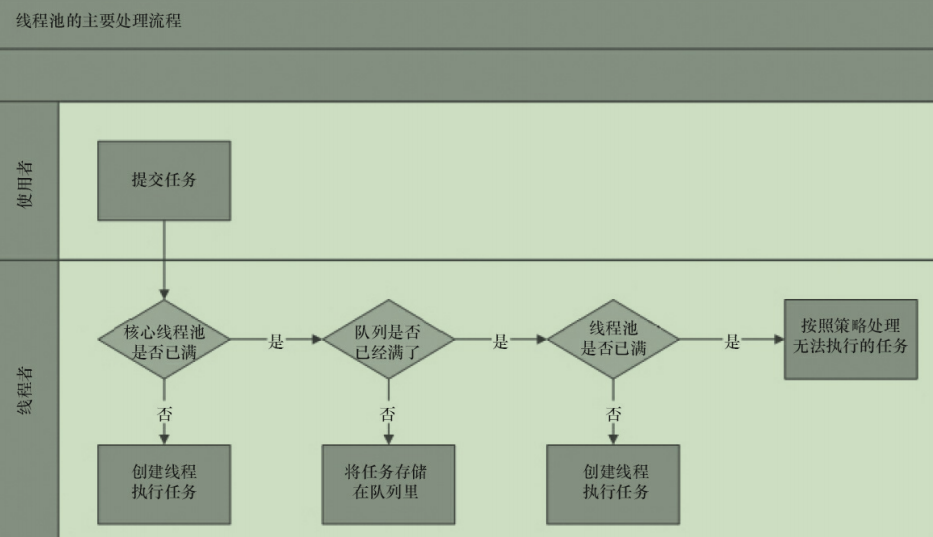 线程池的主要处理流程
使用者
提交任务
线程者
核心线程池
是否已满
是
队列是否
已经满了
是
线程池
是否已满
是
按照策略处理
无法执行的任务
否
否
否
创建线程
执行任务
将任务存储
在队列里
创建线程
执行任务